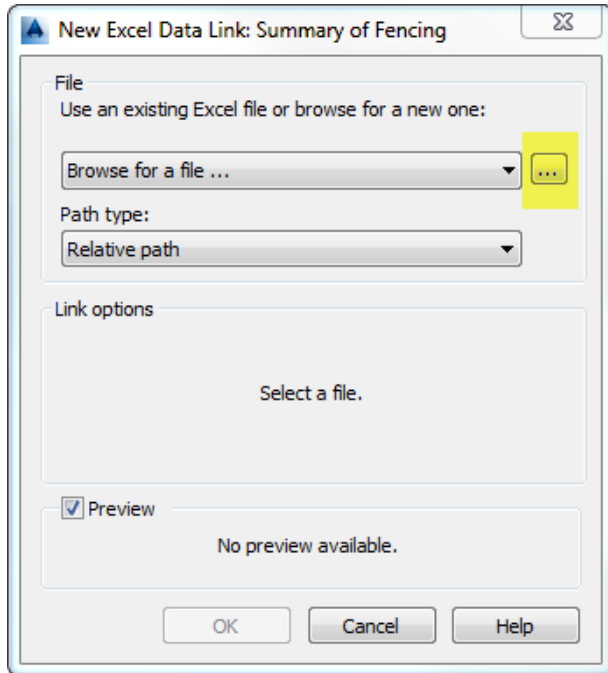 New Excel Data Link: Summary of Fencing
File
Use an existing Excel file or browse for a new one:
Browse for a file ...
...
Path type:
Relative path
Link options
Select a file.
Preview
No preview available.
OK Cancel Help